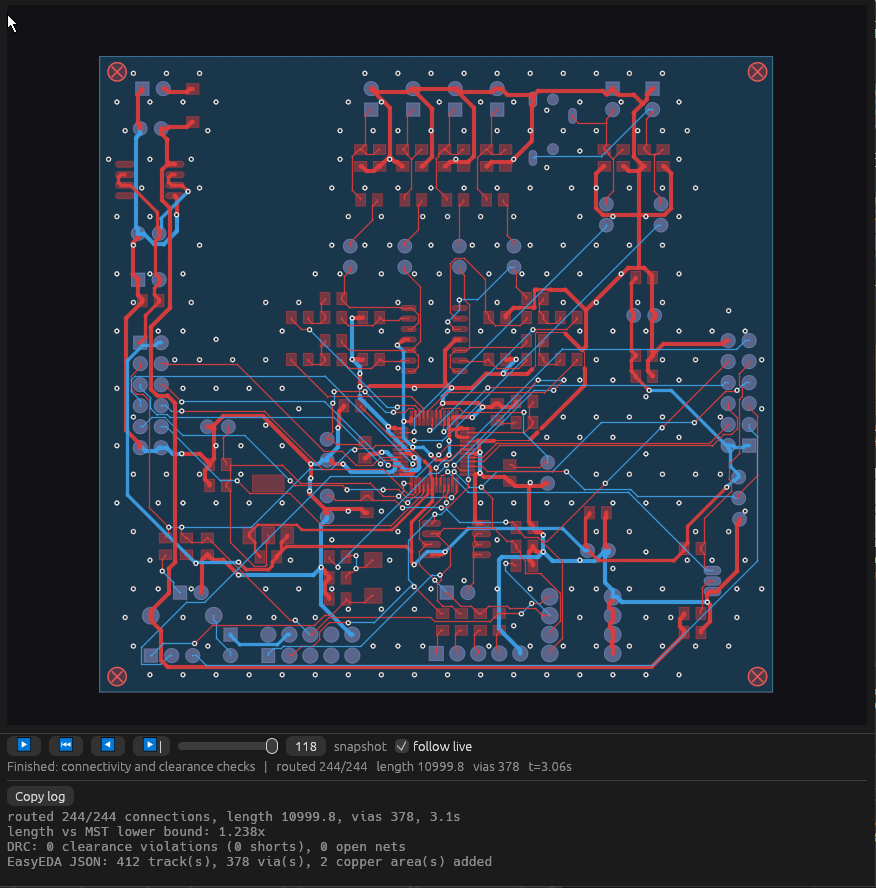 118 snapshot follow live
Finished: connectivity and clearance checks | routed 244/244 length 10999.8 vias 378 t=3.06s
Copy log
routed 244/244 connections, length 10999.8, vias 378, 3.1s
length vs MST lower bound: 1.238x
DRC: 0 clearance violations (0 shorts), 0 open nets
EasyEDA JSON: 412 track(s), 378 via(s), 2 copper area(s) added